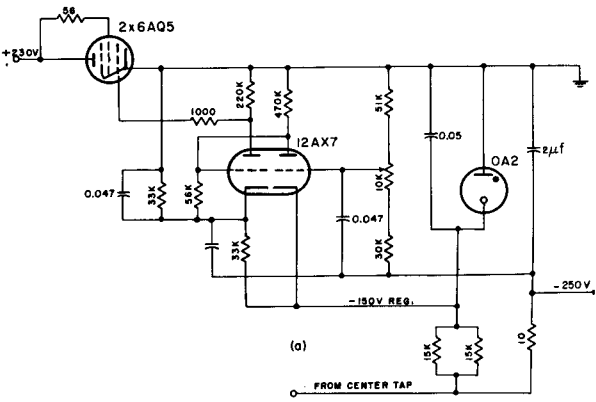 56
2x6AQ5
+230V
1000
220K
470K
51K
12AX7
0.05
2μf
OA2
0.047
33K
56K
10K
0.047
33K
30K
-150V REG.
-250V
(a)
15K
15K
10
FROM CENTER TAP